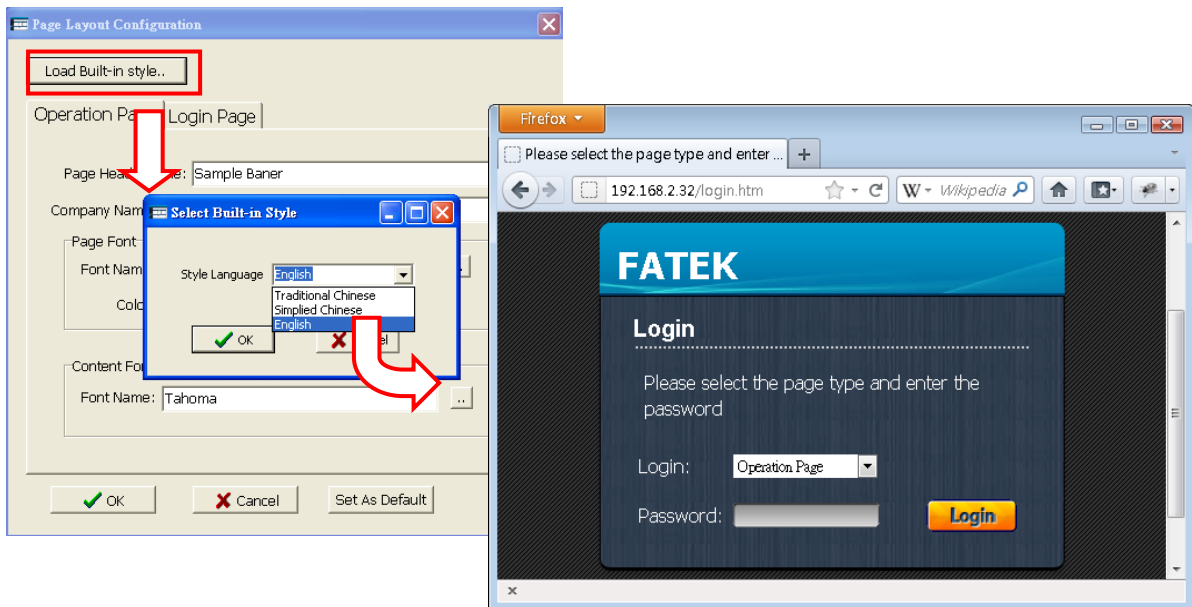 Page Layout Configuration
Load Built-in style..
Operation Pa
Login Page
Page Head
e: Sample Baner
Company Nam
Page Font
Font Nam
Colo
Select Built-in Style
Style Language English
Traditional Chinese
Simplied Chinese
English
OK
el
Content Fo
Font Name: Tahoma
..
OK Cancel Set As Default
Firefox
Please select the page type and enter ... +
192.168.2.32/login.htm
W Wikipedia
FATEK
Login
Please select the page type and enter the
password
Login: Operation Page
Password: Login
×